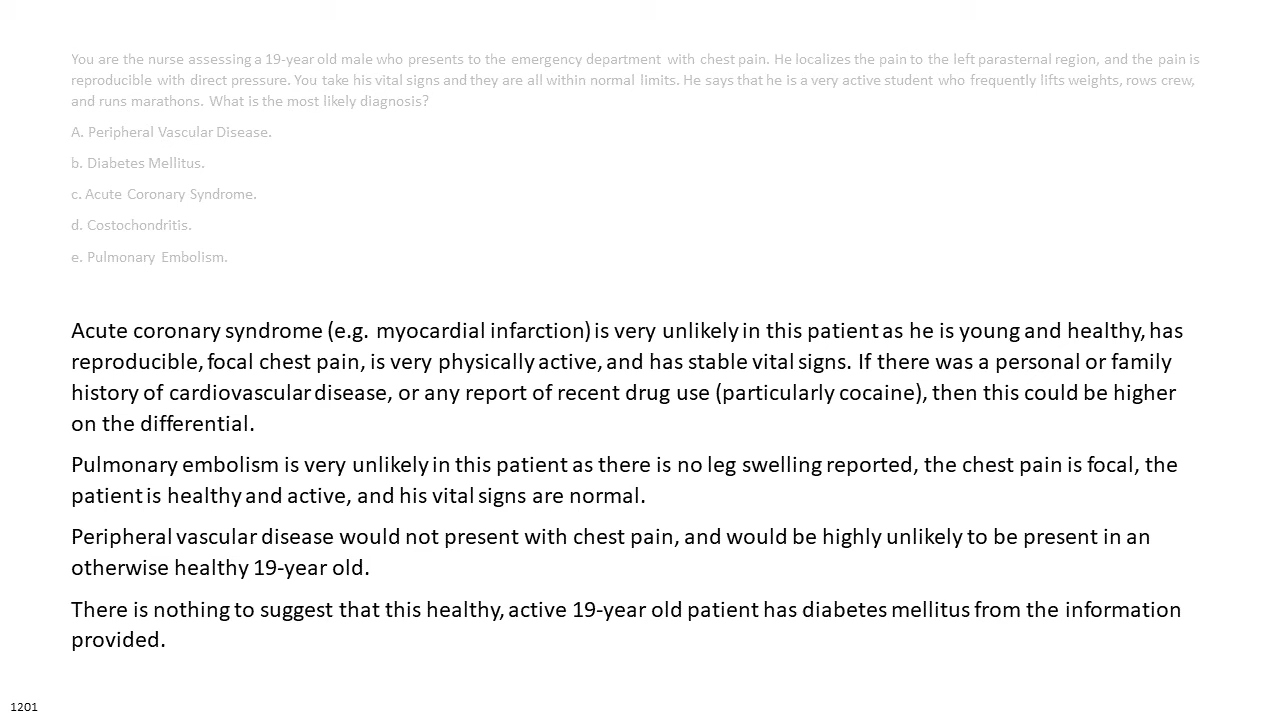 You are the nurse assessing a 19-year old male who presents to the emergency department with chest pain. He localizes the pain to the left parasternal region, and the pain is
reproducible with direct pressure. You take his vital signs and they are all within normal limits. He says that he is a very active student who frequently lifts weights, rows crew,
and runs marathons. What is the most likely diagnosis?
A. Peripheral Vascular Disease.
b. Diabetes Mellitus.
c. Acute Coronary Syndrome.
d. Costochondritis.
e. Pulmonary Embolism.
Acute coronary syndrome (e.g. myocardial infarction) is very unlikely in this patient as he is young and healthy, has
reproducible, focal chest pain, is very physically active, and has stable vital signs. If there was a personal or family
history of cardiovascular disease, or any report of recent drug use (particularly cocaine), then this could be higher
on the differential.
Pulmonary embolism is very unlikely in this patient as there is no leg swelling reported, the chest pain is focal, the
patient is healthy and active, and his vital signs are normal.
Peripheral vascular disease would not present with chest pain, and would be highly unlikely to be present in an
otherwise healthy 19-year old.
There is nothing to suggest that this healthy, active 19-year old patient has diabetes mellitus from the information
provided.
1201